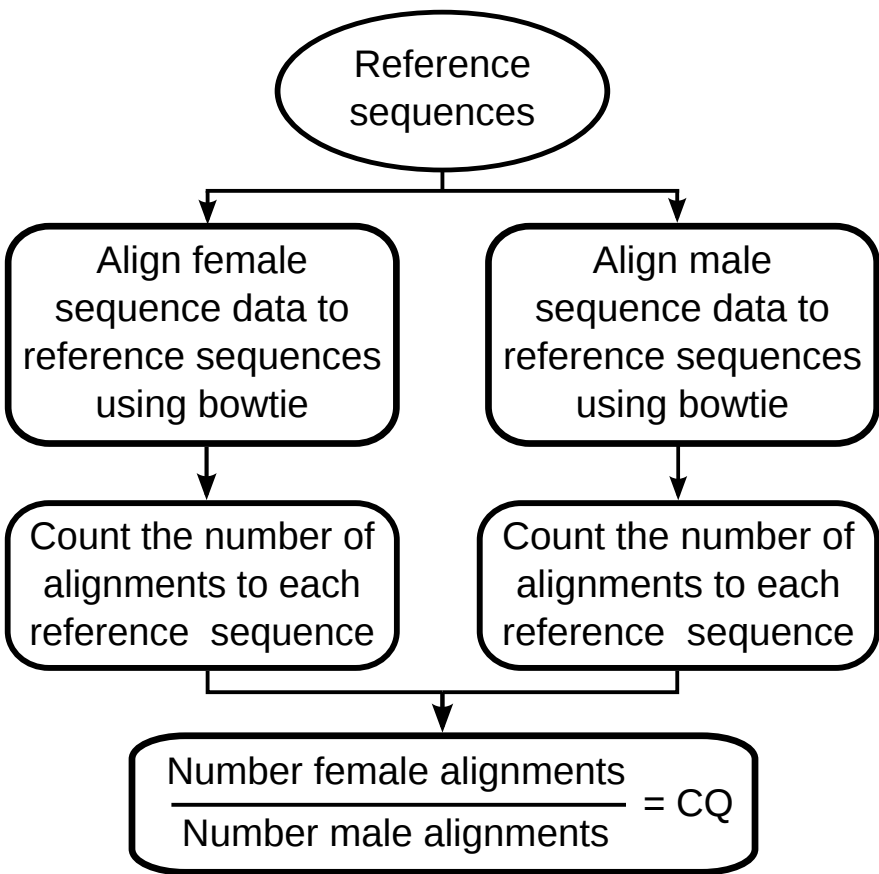 Reference
sequences
Align female
sequence data to
reference sequences
using bowtie
Align male
sequence data to
reference sequences
using bowtie
Count the number of
alignments to each
reference sequence
Count the number of
alignments to each
reference sequence
Number female alignments
= CQ
Number male alignments